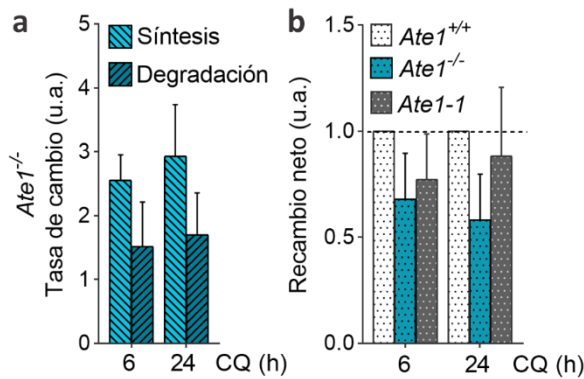 a
Síntesis
Degradación
Ate1-/-
Tasa de cambio (u.a.)
5
4
3
2
1
0
6 24 CQ (h)
b
Ate1+/+
Ate1-/-
Ate1-1
Recambio neto (u.a.)
1.5
1.0
0.5
0.0
6 24 CQ (h)